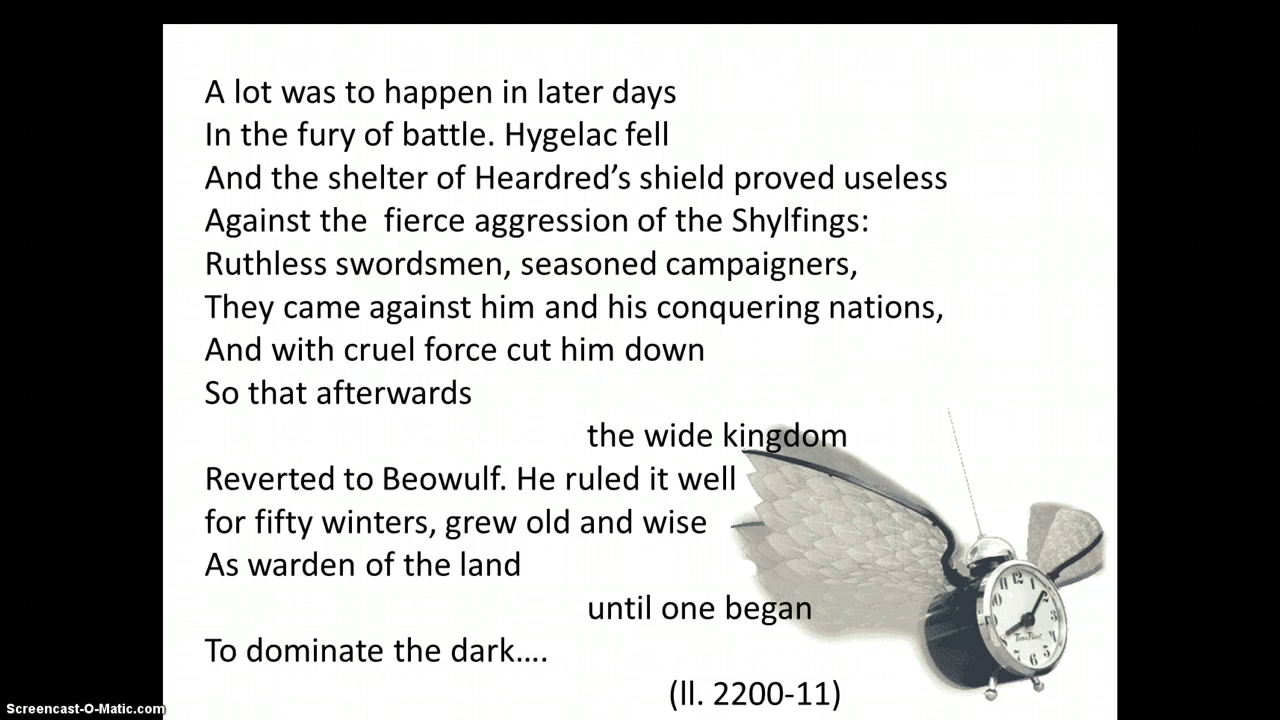 A lot was to happen in later days
In the fury of battle. Hygelac fell
And the shelter of Heardred’s shield proved useless
Against the  fierce aggression of the Shylfings:
Ruthless swordsmen, seasoned campaigners,
They came against him and his conquering nations,
And with cruel force cut him down
So that afterwards
the wide kingdom
Reverted to Beowulf. He ruled it well
for fifty winters, grew old and wise
As warden of the land
until one began
To dominate the dark….
(ll. 2200-11)
Screencast-O-Matic.com